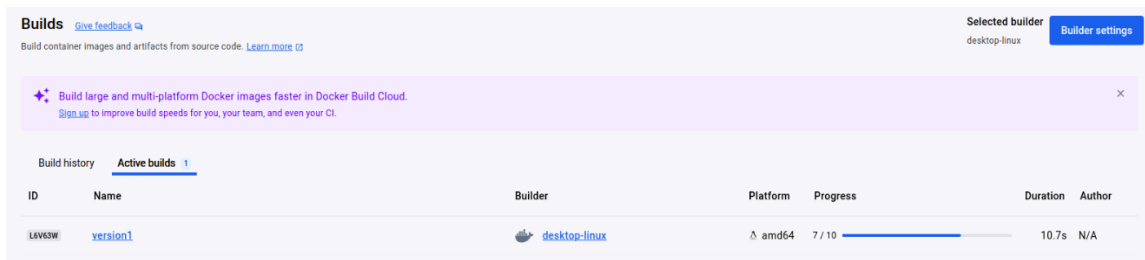 Builds Give feedback
Selected builder
desktop-linux
Builder settings
Build container images and artifacts from source code. Learn more
Build large and multi-platform Docker images faster in Docker Build Cloud.
Sign up to improve build speeds for you, your team, and even your CI.
Build history Active builds 1
ID Name Builder Platform Progress Duration Author
L6V63W version1 desktop-linux amd64 7 / 10 10.7s N/A